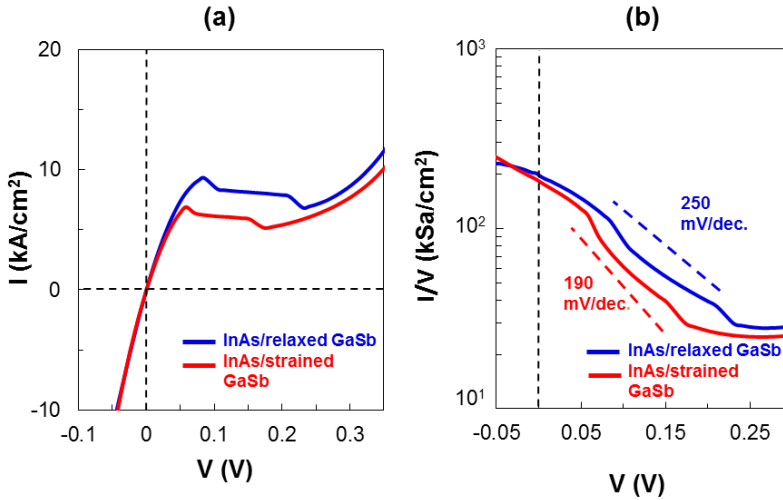 (a)
I (kA/cm²)
20
10
0
-10
-0.1
0
0.1
0.2
0.3
V (V)
InAs/relaxed GaSb
InAs/strained
GaSb
(b)
I/V (kSa/cm²)
10³
10²
10¹
-0.05
0.05
0.15
0.25
V (V)
250
mV/dec.
190
mV/dec.
InAs/relaxed GaSb
InAs/strained
GaSb